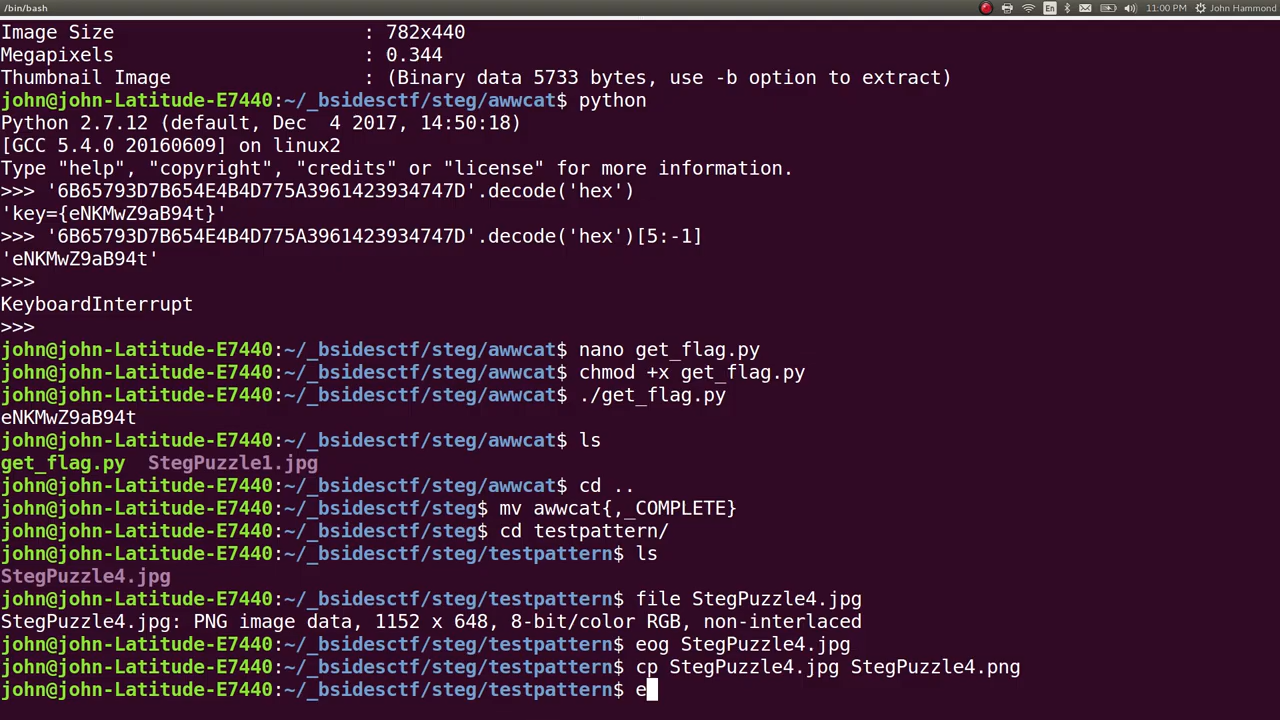 /bin/bash
En
11:00 PM
John Hammond
Image Size                       : 782x440
Megapixels                       : 0.344
Thumbnail Image                  : (Binary data 5733 bytes, use -b option to extract)
john@john-Latitude-E7440:~/_bsidesctf/steg/awwcat$ python
Python 2.7.12 (default, Dec  4 2017, 14:50:18)
[GCC 5.4.0 20160609] on linux2
Type "help", "copyright", "credits" or "license" for more information.
>>> '6B65793D7B654E4B4D775A3961423934747D'.decode('hex')
'key={eNKMwZ9aB94t}'
>>> '6B65793D7B654E4B4D775A3961423934747D'.decode('hex')[5:-1]
'eNKMwZ9aB94t'
>>>
KeyboardInterrupt
>>>
john@john-Latitude-E7440:~/_bsidesctf/steg/awwcat$ nano get_flag.py
john@john-Latitude-E7440:~/_bsidesctf/steg/awwcat$ chmod +x get_flag.py
john@john-Latitude-E7440:~/_bsidesctf/steg/awwcat$ ./get_flag.py
eNKMwZ9aB94t
john@john-Latitude-E7440:~/_bsidesctf/steg/awwcat$ ls
get_flag.py  StegPuzzle1.jpg
john@john-Latitude-E7440:~/_bsidesctf/steg/awwcat$ cd ..
john@john-Latitude-E7440:~/_bsidesctf/steg$ mv awwcat{,_COMPLETE}
john@john-Latitude-E7440:~/_bsidesctf/steg$ cd testpattern/
john@john-Latitude-E7440:~/_bsidesctf/steg/testpattern$ ls
StegPuzzle4.jpg
john@john-Latitude-E7440:~/_bsidesctf/steg/testpattern$ file StegPuzzle4.jpg
StegPuzzle4.jpg: PNG image data, 1152 x 648, 8-bit/color RGB, non-interlaced
john@john-Latitude-E7440:~/_bsidesctf/steg/testpattern$ eog StegPuzzle4.jpg
john@john-Latitude-E7440:~/_bsidesctf/steg/testpattern$ cp StegPuzzle4.jpg StegPuzzle4.png
john@john-Latitude-E7440:~/_bsidesctf/steg/testpattern$ e